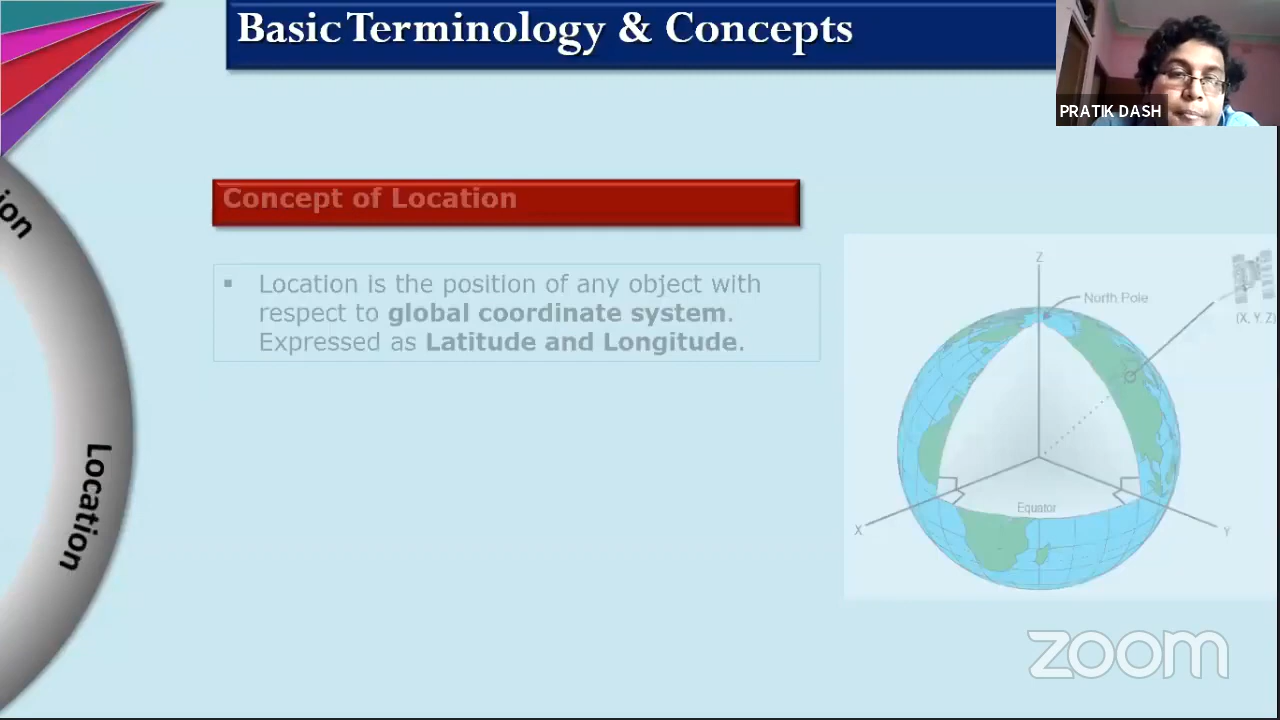 Basic Terminology & Concepts
PRATIK DASH
Concept of Location
▪ Location is the position of any object with
respect to global coordinate system.
Expressed as Latitude and Longitude.
ion
Location
Z
North Pole
(X, Y, Z)
Equator
X
Y
zoom